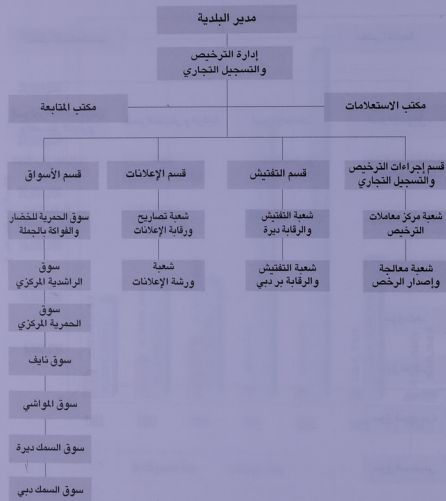 مدير البلدية
إدارة الترخيص
والتسجيل التجاري
مكتب الاستعلامات
مكتب المتابعة
قسم إجراءات الترخيص
والتسجيل التجاري
شعبة مركز معاملات
الترخيص
شعبة معالجة
وإصدار الرخص
قسم التفتيش
شعبة التفتيش
والرقابة ديرة
شعبة التفتيش
والرقابة بر دبي
قسم الإعلانات
شعبة تصاريح
ورقابة الإعلانات
شعبة
ورشة الإعلانات
قسم الأسواق
سوق الحمرية للخضار
والفواكة بالجملة
سوق
الراشدية المركزي
سوق
الحمرية المركزي
سوق نايف
سوق المواشي
سوق السمك ديرة
سوق السمك دبي